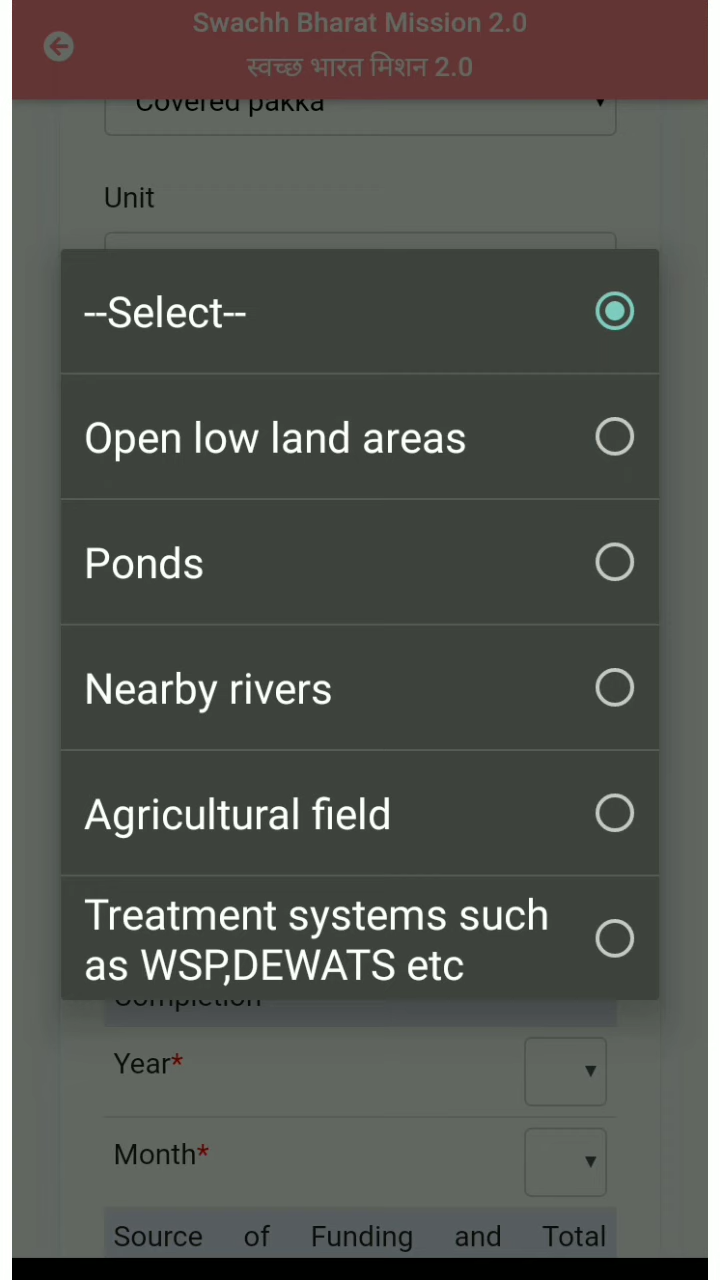 Swachh Bharat Mission 2.0
स्वच्छ भारत मिशन 2.0
Covered pakka
Unit
--Select--
Open low land areas
Ponds
Nearby rivers
Agricultural field
Treatment systems such
as WSP,DEWATS etc
Completion
Year*
Month*
Source of Funding and Total